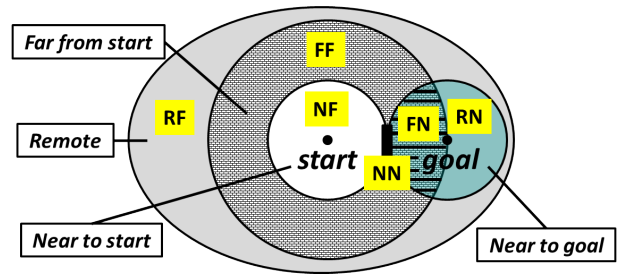 Far from start
FF
NF
RF
FN
RN
Remote
start
goal
NN
Near to start
Near to goal